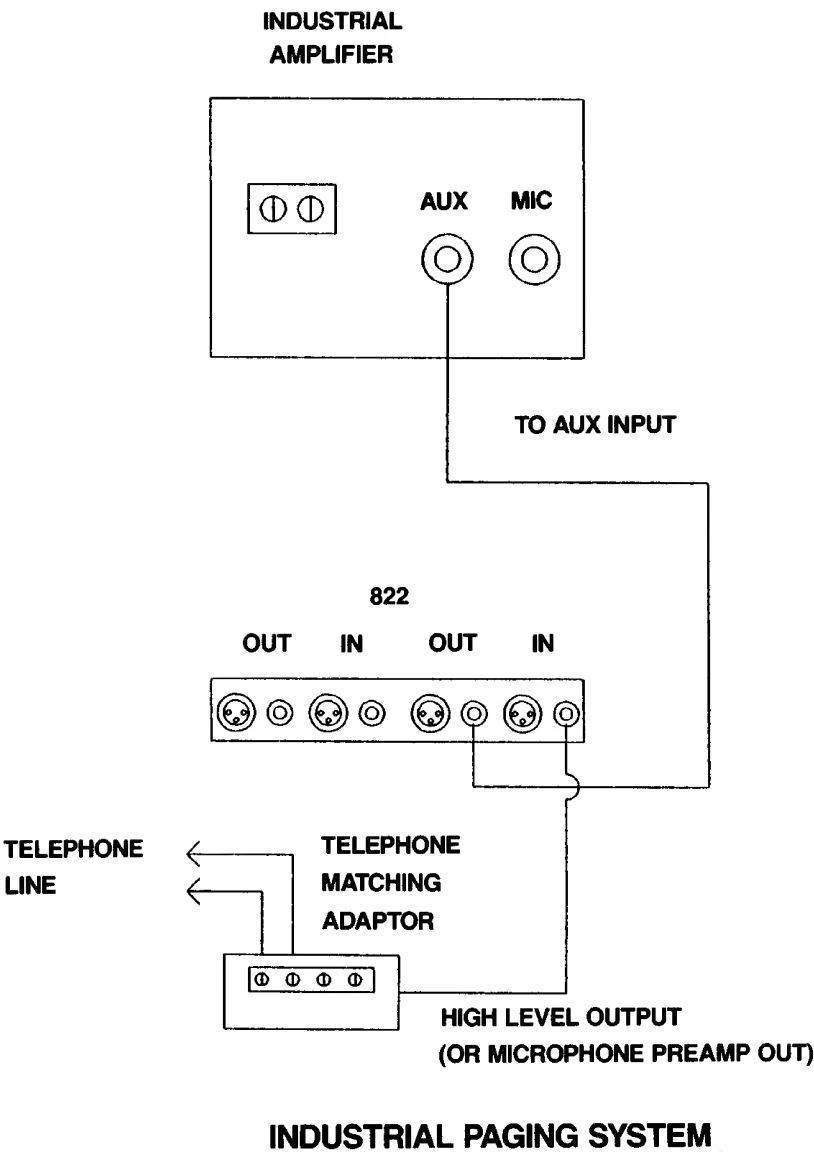 INDUSTRIAL
AMPLIFIER
AUX MIC
TO AUX INPUT
822
OUT IN OUT IN
TELEPHONE
LINE
TELEPHONE
MATCHING
ADAPTOR
HIGH LEVEL OUTPUT
(OR MICROPHONE PREAMP OUT)
INDUSTRIAL PAGING SYSTEM